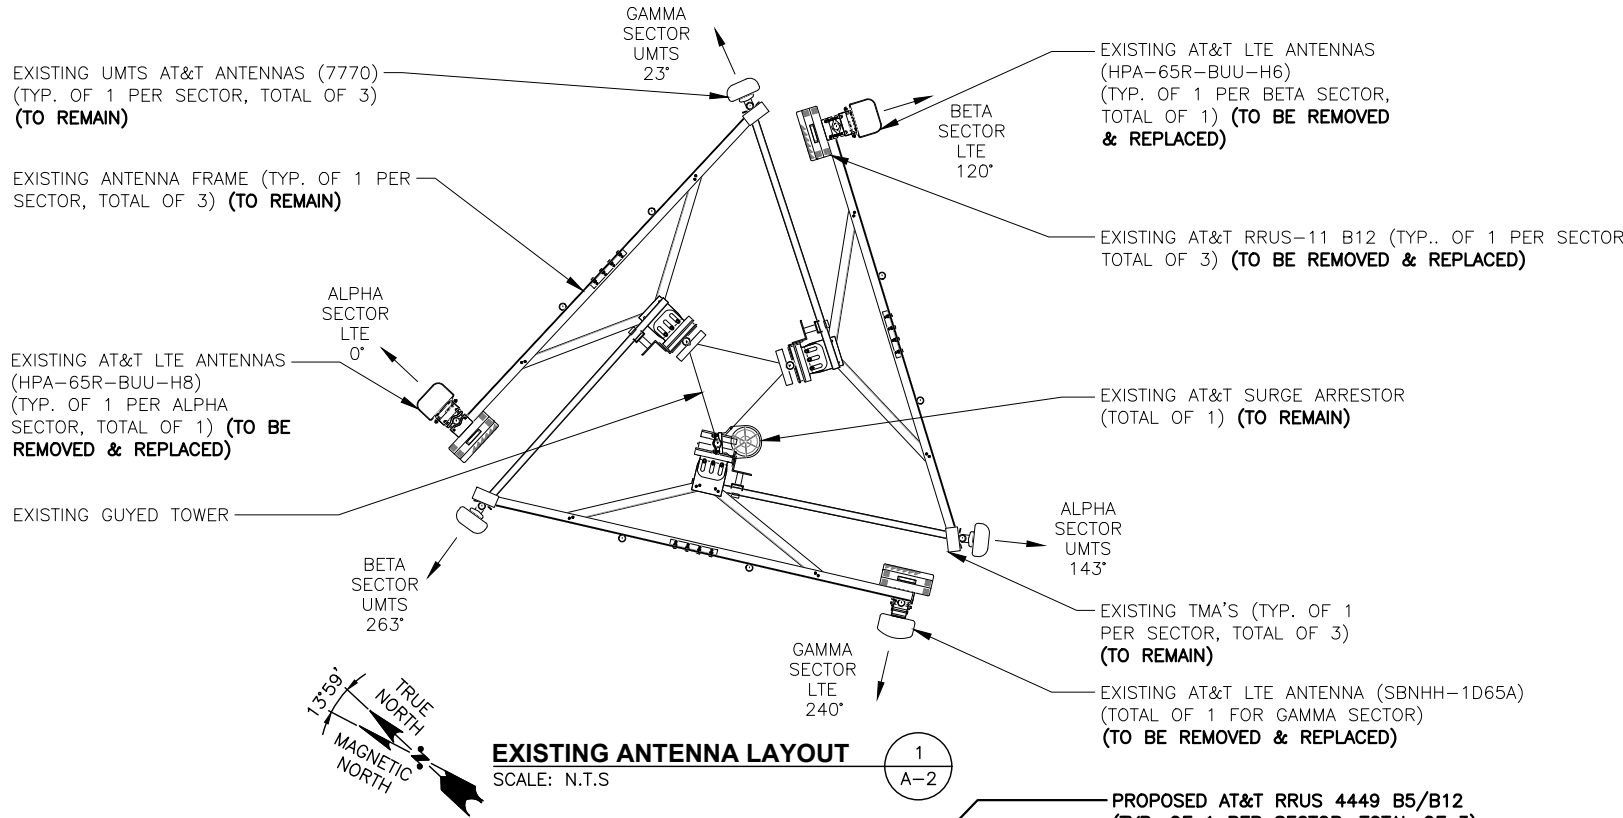 GAMMA
SECTOR
UMTS
23°
EXISTING UMTS AT&T ANTENNAS (7770)
(TYP. OF 1 PER SECTOR, TOTAL OF 3)
(TO REMAIN)
EXISTING ANTENNA FRAME (TYP. OF 1 PER
SECTOR, TOTAL OF 3) (TO REMAIN)
ALPHA
SECTOR
LTE
0°
EXISTING AT&T LTE ANTENNAS
(HPA-65R-BUU-H8)
(TYP. OF 1 PER ALPHA
SECTOR, TOTAL OF 1) (TO BE
REMOVED & REPLACED)
EXISTING GUYED TOWER
BETA
SECTOR
UMTS
263°
EXISTING AT&T LTE ANTENNAS
(HPA-65R-BUU-H6)
(TYP. OF 1 PER BETA SECTOR,
TOTAL OF 1) (TO BE REMOVED
& REPLACED)
BETA
SECTOR
LTE
120°
EXISTING AT&T RRUS-11 B12 (TYP.. OF 1 PER SECTOR
TOTAL OF 3) (TO BE REMOVED & REPLACED)
EXISTING AT&T SURGE ARRESTOR
(TOTAL OF 1) (TO REMAIN)
ALPHA
SECTOR
UMTS
143°
EXISTING TMA'S (TYP. OF 1
PER SECTOR, TOTAL OF 3)
(TO REMAIN)
GAMMA
SECTOR
LTE
240°
EXISTING AT&T LTE ANTENNA (SBNHH-1D65A)
(TOTAL OF 1 FOR GAMMA SECTOR)
(TO BE REMOVED & REPLACED)
13°59'
TRUE
NORTH
MAGNETIC
NORTH
N
EXISTING ANTENNA LAYOUT
SCALE: N.T.S
1
A-2
PROPOSED AT&T RRUS 4449 B5/B12
(TYP. OF 1 PER SECTOR, TOTAL OF 3)